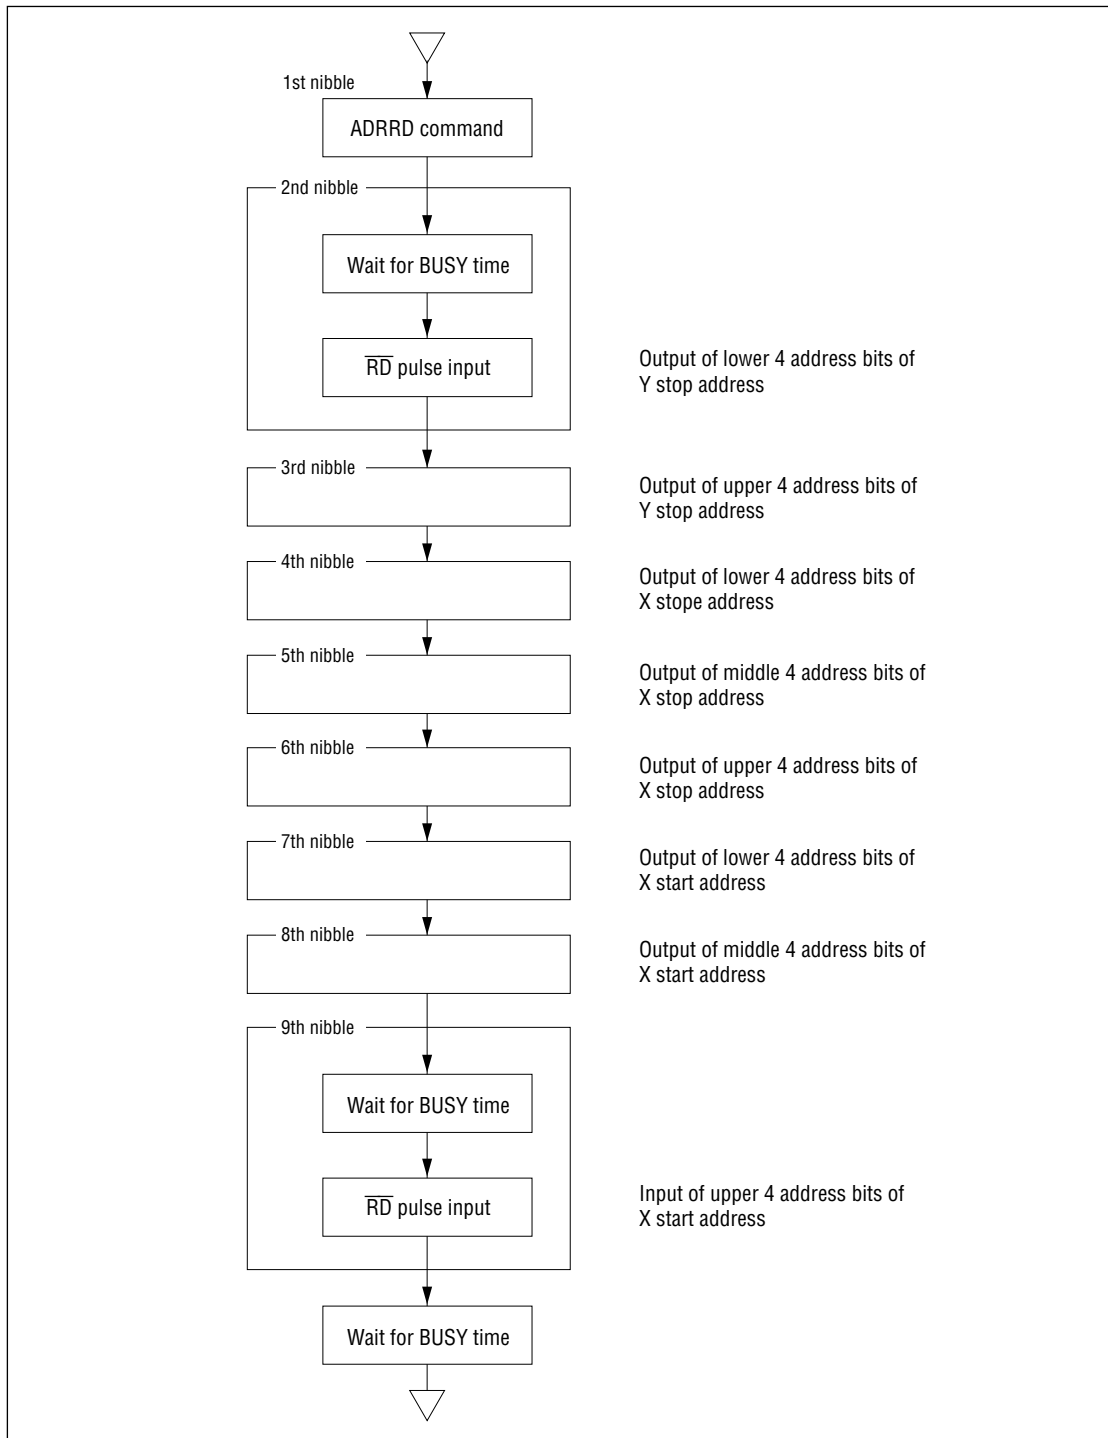 1st nibble
ADRRD command
2nd nibble
Wait for BUSY time
R̅D̅ pulse input
Output of lower 4 address bits of
Y stop address
3rd nibble
Output of upper 4 address bits of
Y stop address
4th nibble
Output of lower 4 address bits of
X stope address
5th nibble
Output of middle 4 address bits of
X stop address
6th nibble
Output of upper 4 address bits of
X stop address
7th nibble
Output of lower 4 address bits of
X start address
8th nibble
Output of middle 4 address bits of
X start address
9th nibble
Wait for BUSY time
R̅D̅ pulse input
Input of upper 4 address bits of
X start address
Wait for BUSY time